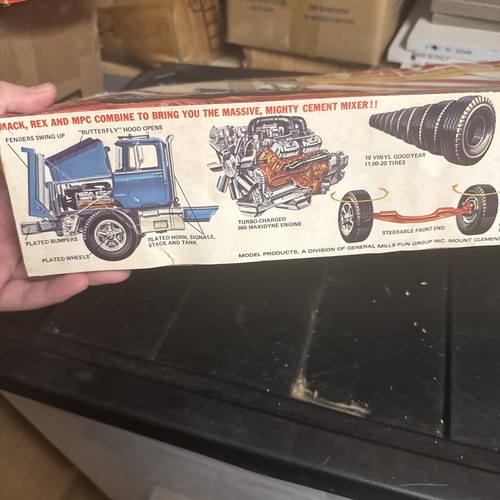 MACK, REX AND MPC COMBINE TO BRING YOU THE MASSIVE, MIGHTY CEMENT MIXER!!
FENDERS SWING UP
"BUTTERFLY" HOOD OPENS
PLATED BUMPERS
PLATED WHEELS
PLATED HORN, SIGNALS,
STACK AND TANK
TURBO-CHARGED
865 MAXIDYNE ENGINE
10 VINYL GOODYEAR
11.00-20 TIRES
STEERABLE FRONT END
MODEL PRODUCTS, A DIVISION OF GENERAL MILLS FUN GROUP INC. MOUNT CLEMENS